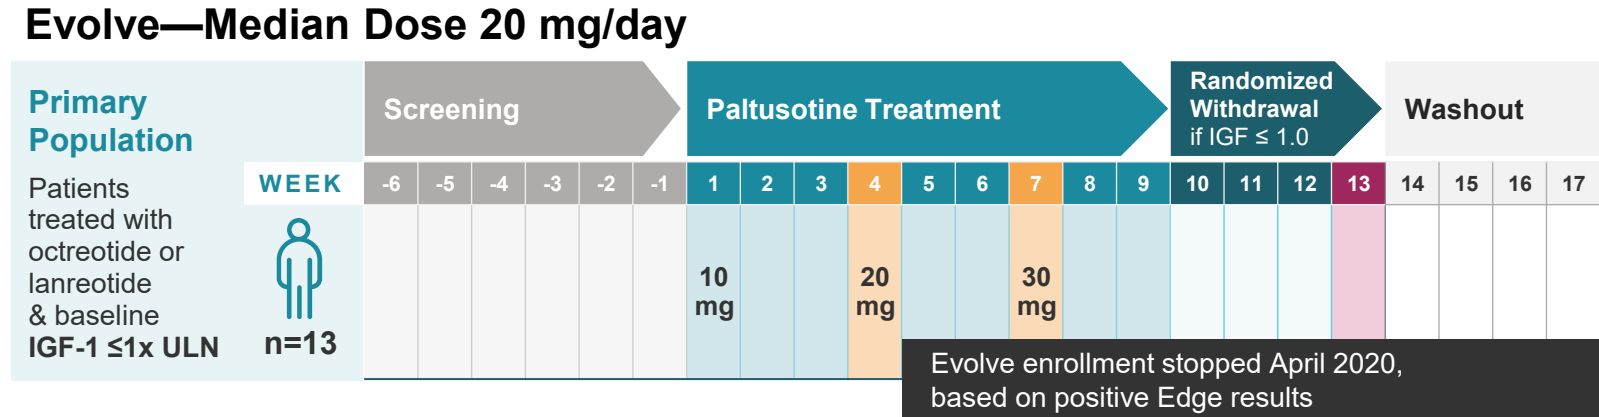 Evolve—Median Dose 20 mg/day
Primary
Population
Patients
treated with
octreotide or
lanreotide
& baseline
IGF-1 ≤1x ULN
Screening
Paltusotine Treatment
Randomized
Withdrawal
if IGF ≤ 1.0
Washout
WEEK -6 -5 -4 -3 -2 -1 1 2 3 4 5 6 7 8 9 10 11 12 13 14 15 16 17
n=13
10
mg
20
mg
30
mg
Evolve enrollment stopped April 2020,
based on positive Edge results